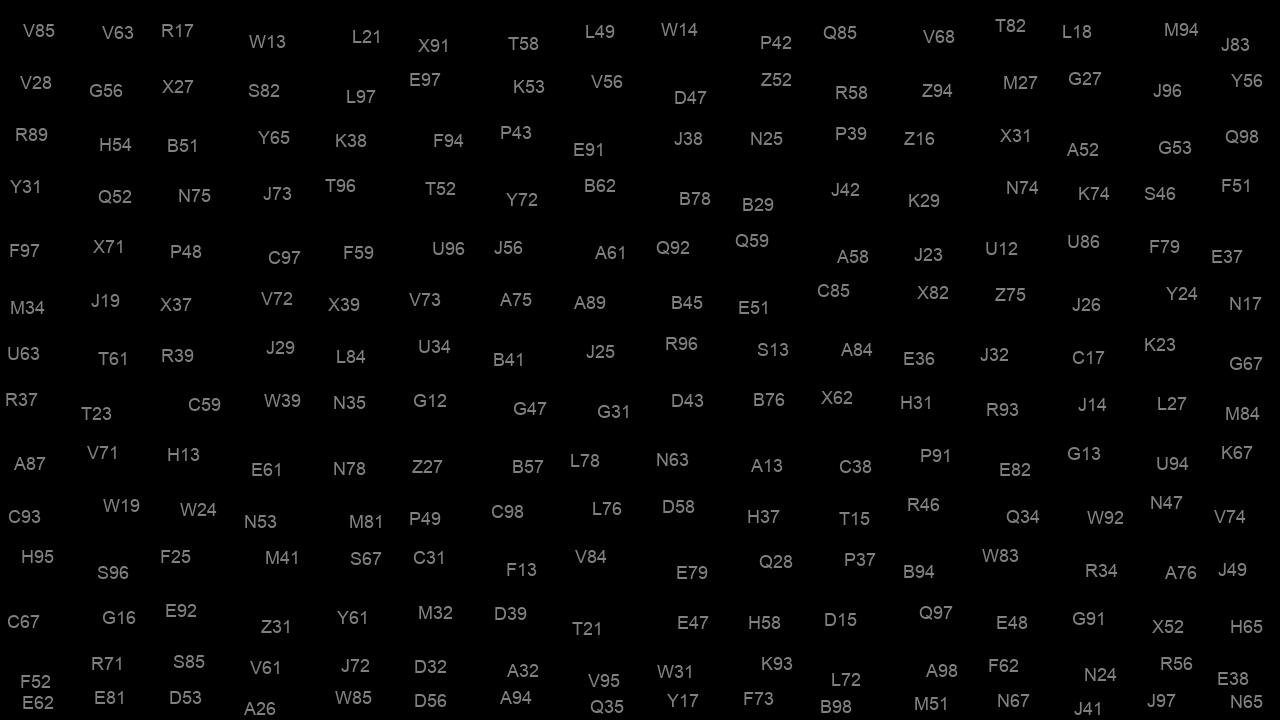 V85 V63 R17 W13 L21 X91 T58 L49 W14 P42 Q85 V68 T82 L18 M94 J83
V28 G56 X27 S82 L97 E97 K53 V56 D47 Z52 R58 Z94 M27 G27 J96 Y56
R89 H54 B51 Y65 K38 F94 P43 E91 J38 N25 P39 Z16 X31 A52 G53 Q98
Y31 Q52 N75 J73 T96 T52 Y72 B62 B78 B29 J42 K29 N74 K74 S46 F51
F97 X71 P48 C97 F59 U96 J56 A61 Q92 Q59 A58 J23 U12 U86 F79 E37
M34 J19 X37 V72 X39 V73 A75 A89 B45 E51 C85 X82 Z75 J26 Y24 N17
U63 T61 R39 J29 L84 U34 B41 J25 R96 S13 A84 E36 J32 C17 K23 G67
R37 T23 C59 W39 N35 G12 G47 G31 D43 B76 X62 H31 R93 J14 L27 M84
A87 V71 H13 E61 N78 Z27 B57 L78 N63 A13 C38 P91 E82 G13 U94 K67
C93 W19 W24 N53 M81 P49 C98 L76 D58 H37 T15 R46 Q34 W92 N47 V74
H95 S96 F25 M41 S67 C31 F13 V84 E79 Q28 P37 B94 W83 R34 A76 J49
C67 G16 E92 Z31 Y61 M32 D39 T21 E47 H58 D15 Q97 E48 G91 X52 H65
F52 R71 S85 V61 J72 D32 A32 V95 W31 K93 L72 A98 F62 N24 R56 E38
E62 E81 D53 A26 W85 D56 A94 Q35 Y17 F73 B98 M51 N67 J41 J97 N65